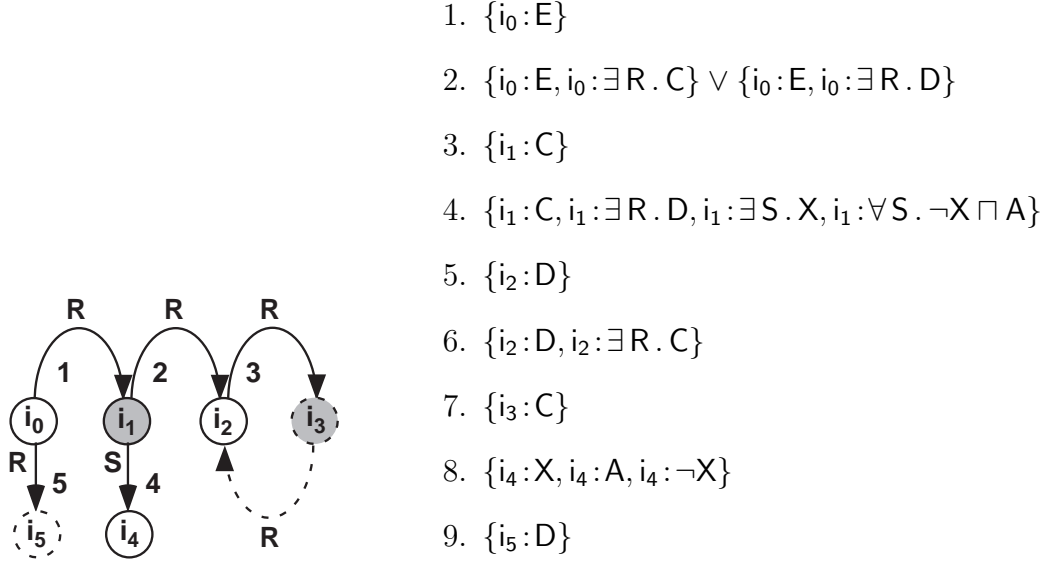 1. {i₀:E}
2. {i₀:E, i₀:∃R.C} ∨ {i₀:E, i₀:∃R.D}
3. {i₁:C}
4. {i₁:C, i₁:∃R.D, i₁:∃S.X, i₁:∀S.¬X ⊓ A}
5. {i₂:D}
6. {i₂:D, i₂:∃R.C}
7. {i₃:C}
8. {i₄:X, i₄:A, i₄:¬X}
9. {i₅:D}
R R R
1 2 3
i₀ i₁ i₂ i₃
R S
5 4
i₅ i₄ R